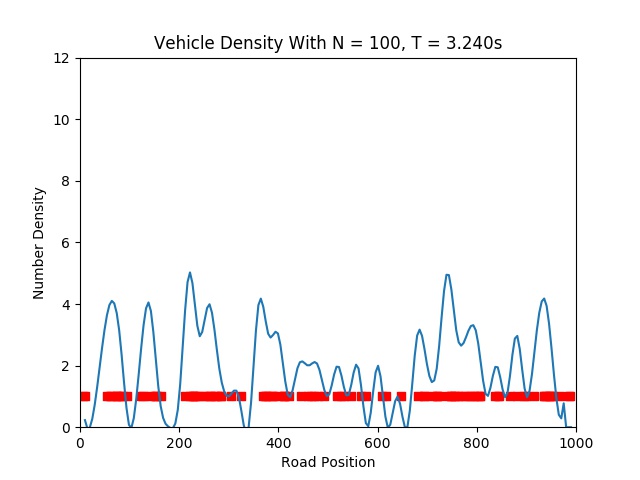 Vehicle Density With N = 100, T = 3.240s
12
10
8
6
4
2
0
Number Density
0 200 400 600 800 1000
Road Position